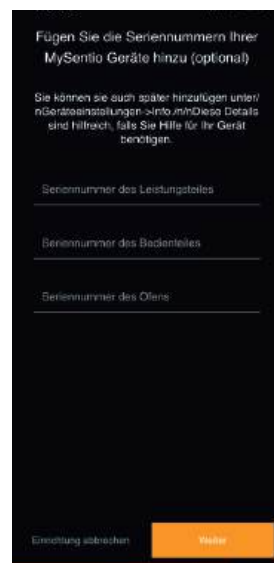 Fügen Sie die Seriennummern Ihrer
MySentio Geräte hinzu (optional)
Sie können sie auch später hinzufügen unter/
nGeräteeinstellungen->Info./n/nDiese Details
sind hilfreich, falls Sie Hilfe für Ihr Gerät
benötigen.
Seriennummer des Leistungsteiles
Seriennummer des Bedienteiles
Seriennummer des Ofens
Einrichtung abbrechen
Weiter